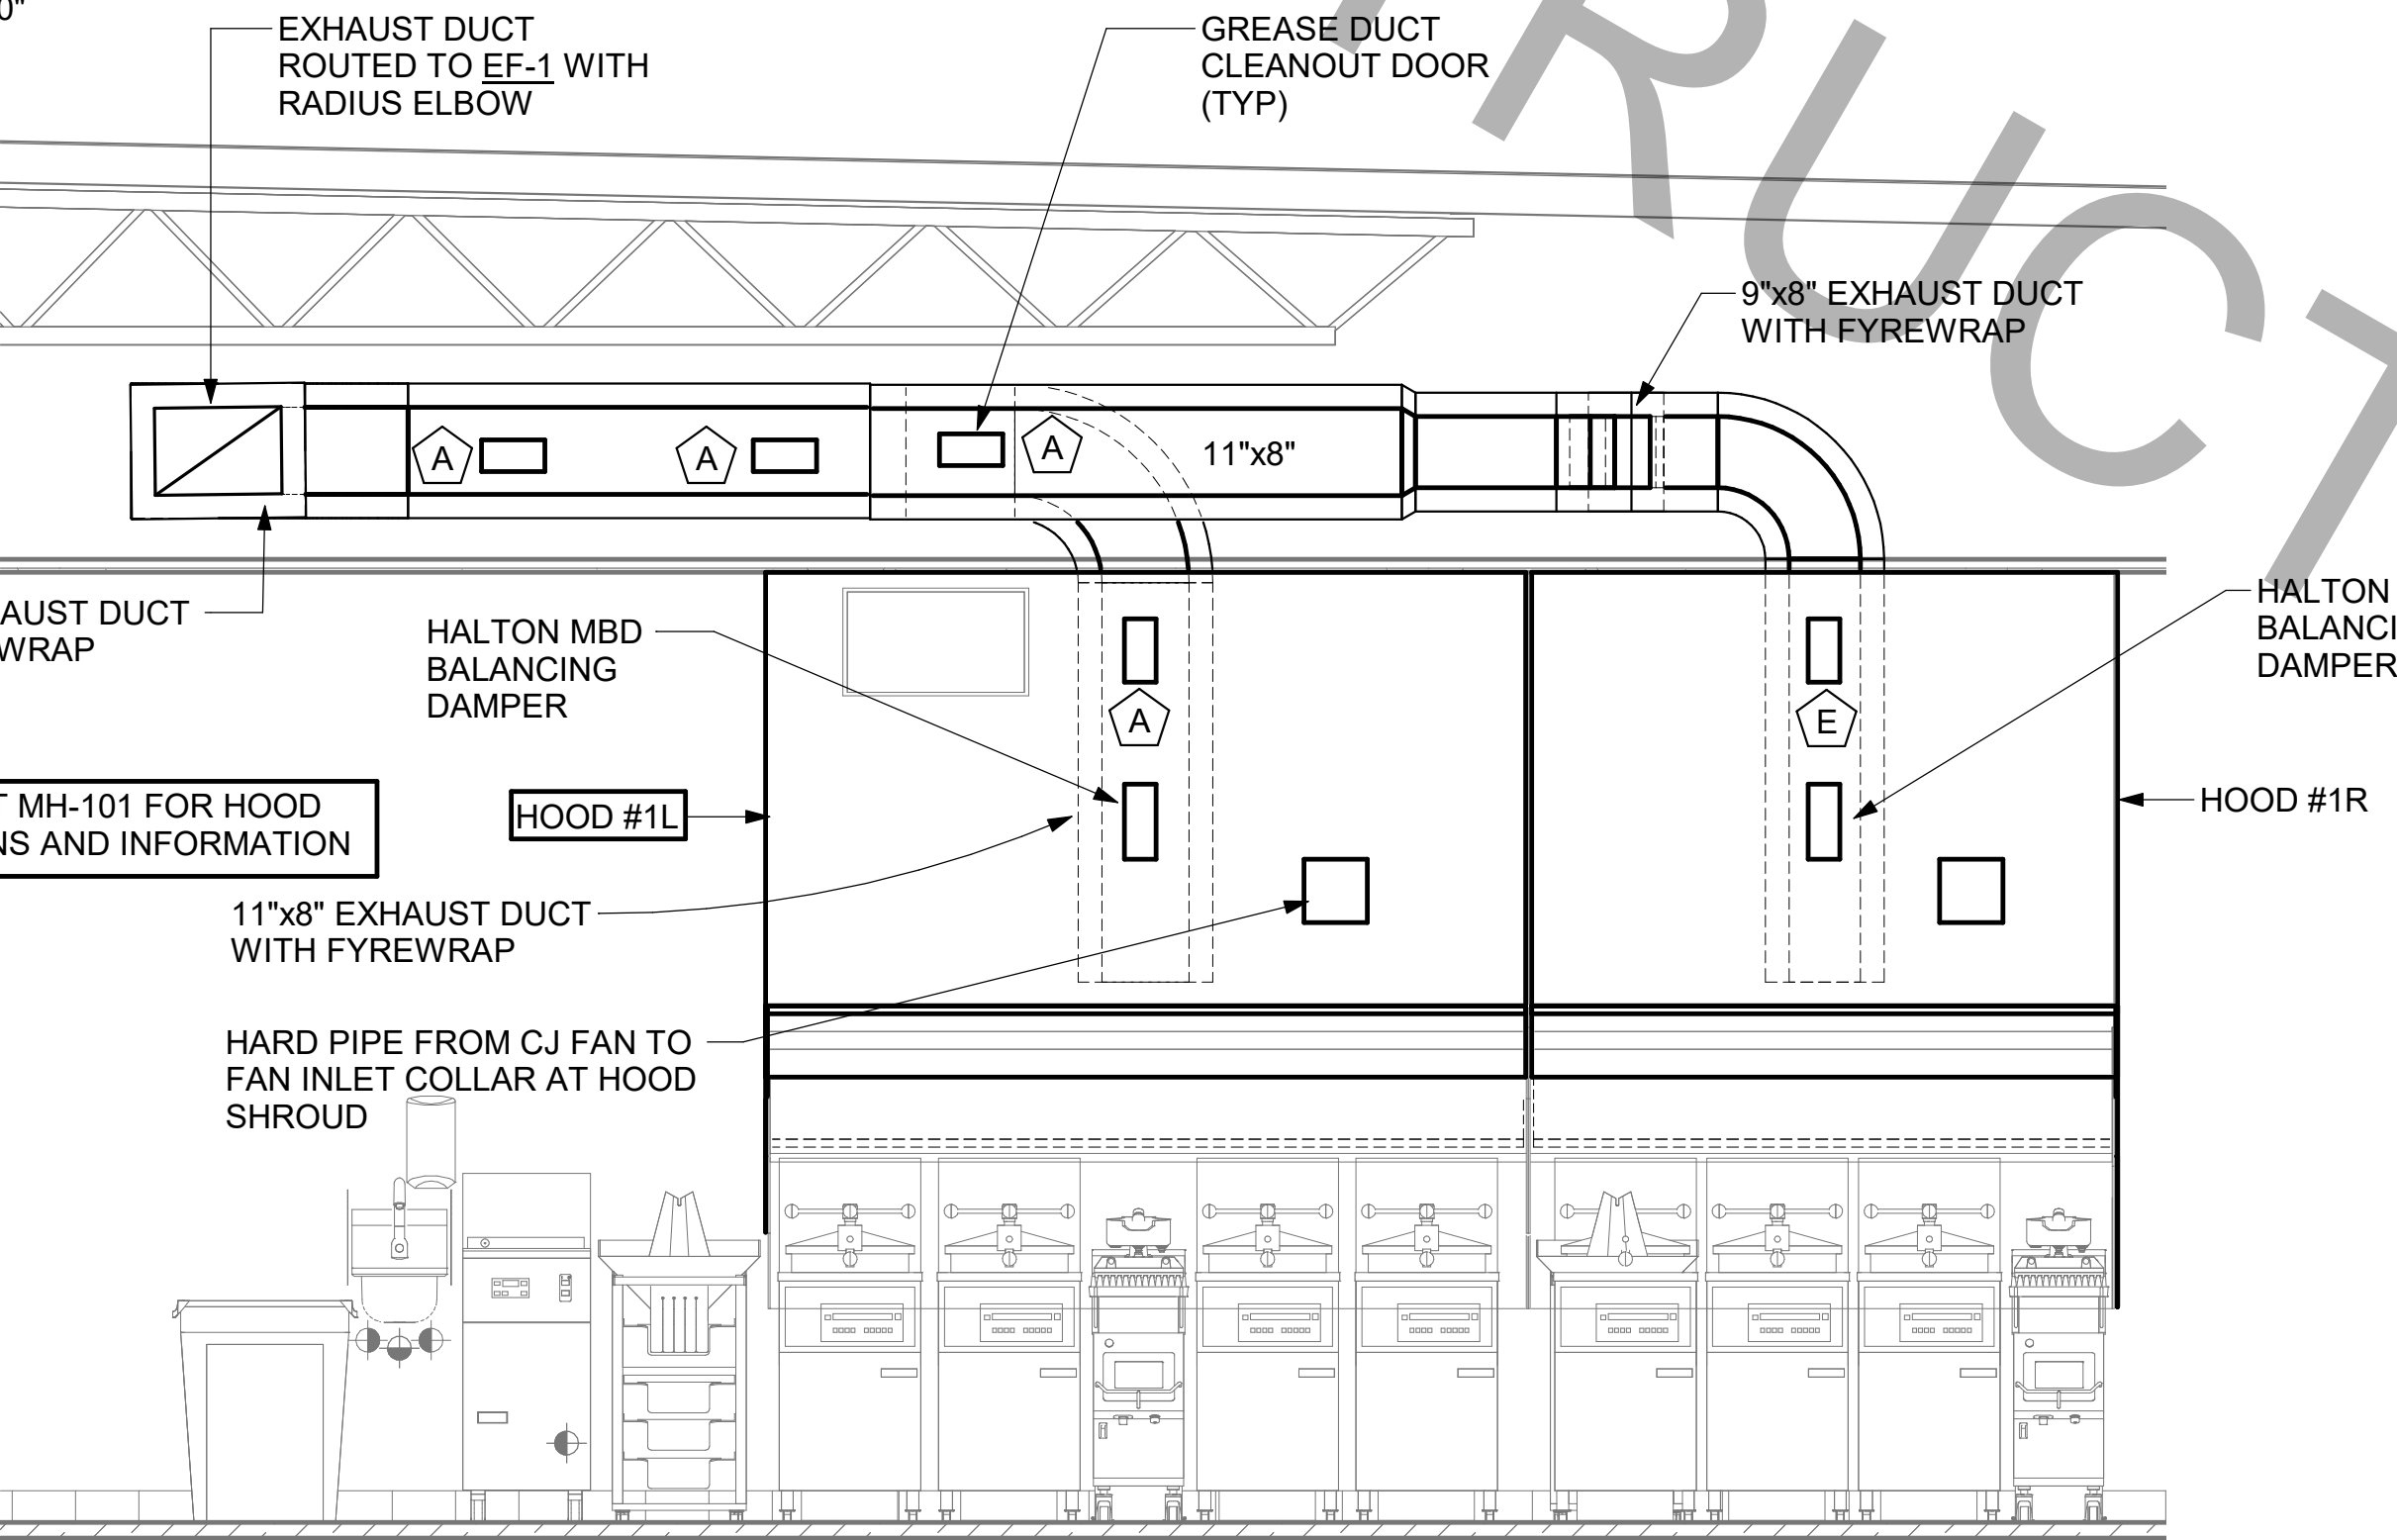 0"
EXHAUST DUCT
ROUTED TO EF-1 WITH
RADIUS ELBOW
GREASE DUCT
CLEANOUT DOOR
(TYP)
RUCT
9"x8" EXHAUST DUCT
WITH FYREWRAP
A
A
A
11"x8"
AUST DUCT
WRAP
HALTON MBD
BALANCING
DAMPER
HALTON
BALANCI
DAMPER
A
E
T MH-101 FOR HOOD
NS AND INFORMATION
HOOD #1L
HOOD #1R
11"x8" EXHAUST DUCT
WITH FYREWRAP
HARD PIPE FROM CJ FAN TO
FAN INLET COLLAR AT HOOD
SHROUD